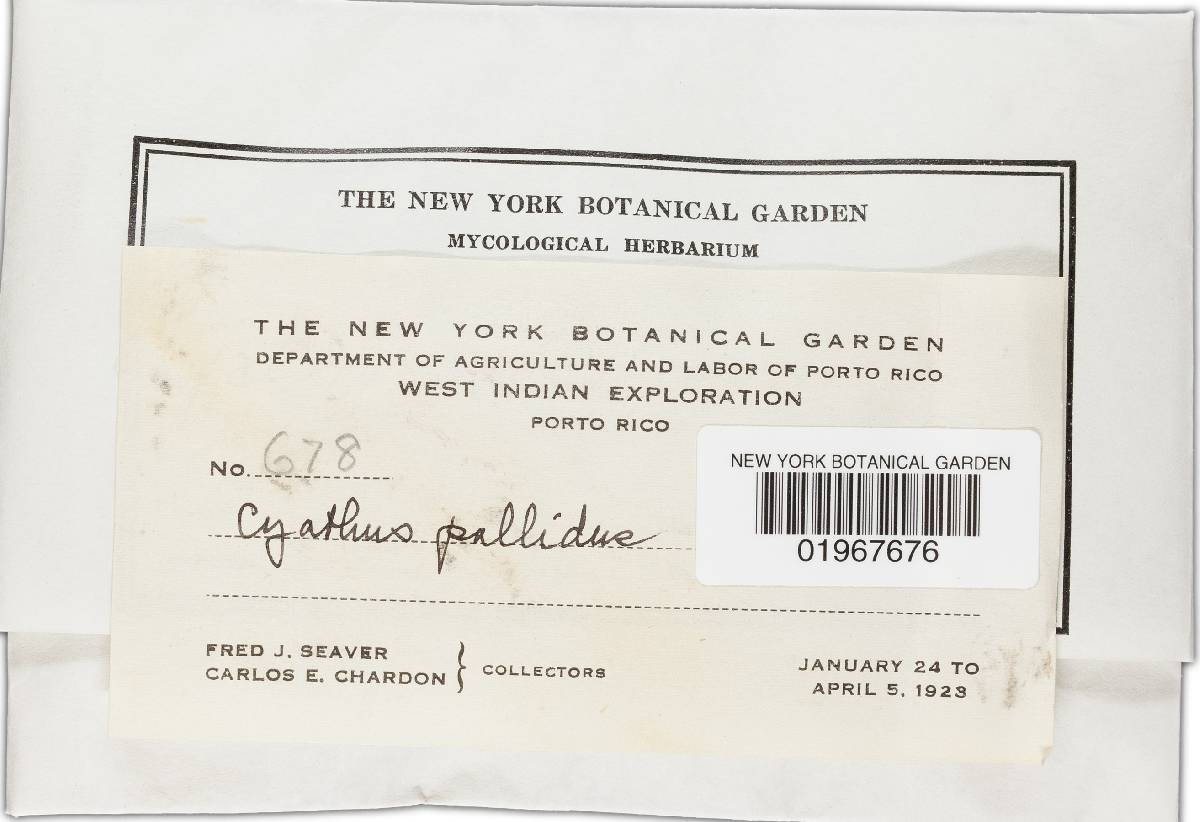 THE NEW YORK BOTANICAL GARDEN
MYCOLOGICAL HERBARIUM
THE NEW YORK BOTANICAL GARDEN
DEPARTMENT OF AGRICULTURE AND LABOR OF PORTO RICO
WEST INDIAN EXPLORATION
PORTO RICO
No. 678
Cyathus pallidus
NEW YORK BOTANICAL GARDEN
01967676
FRED J. SEAVER
CARLOS E. CHARDON } COLLECTORS
JANUARY 24 TO
APRIL 5, 1923